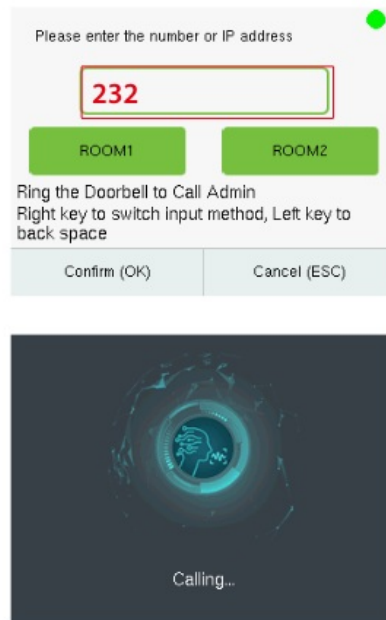 Please enter the number or IP address
232
ROOM1 ROOM2
Ring the Doorbell to Call Admin
Right key to switch input method, Left key to
back space
Confirm (OK) Cancel (ESC)
Calling...